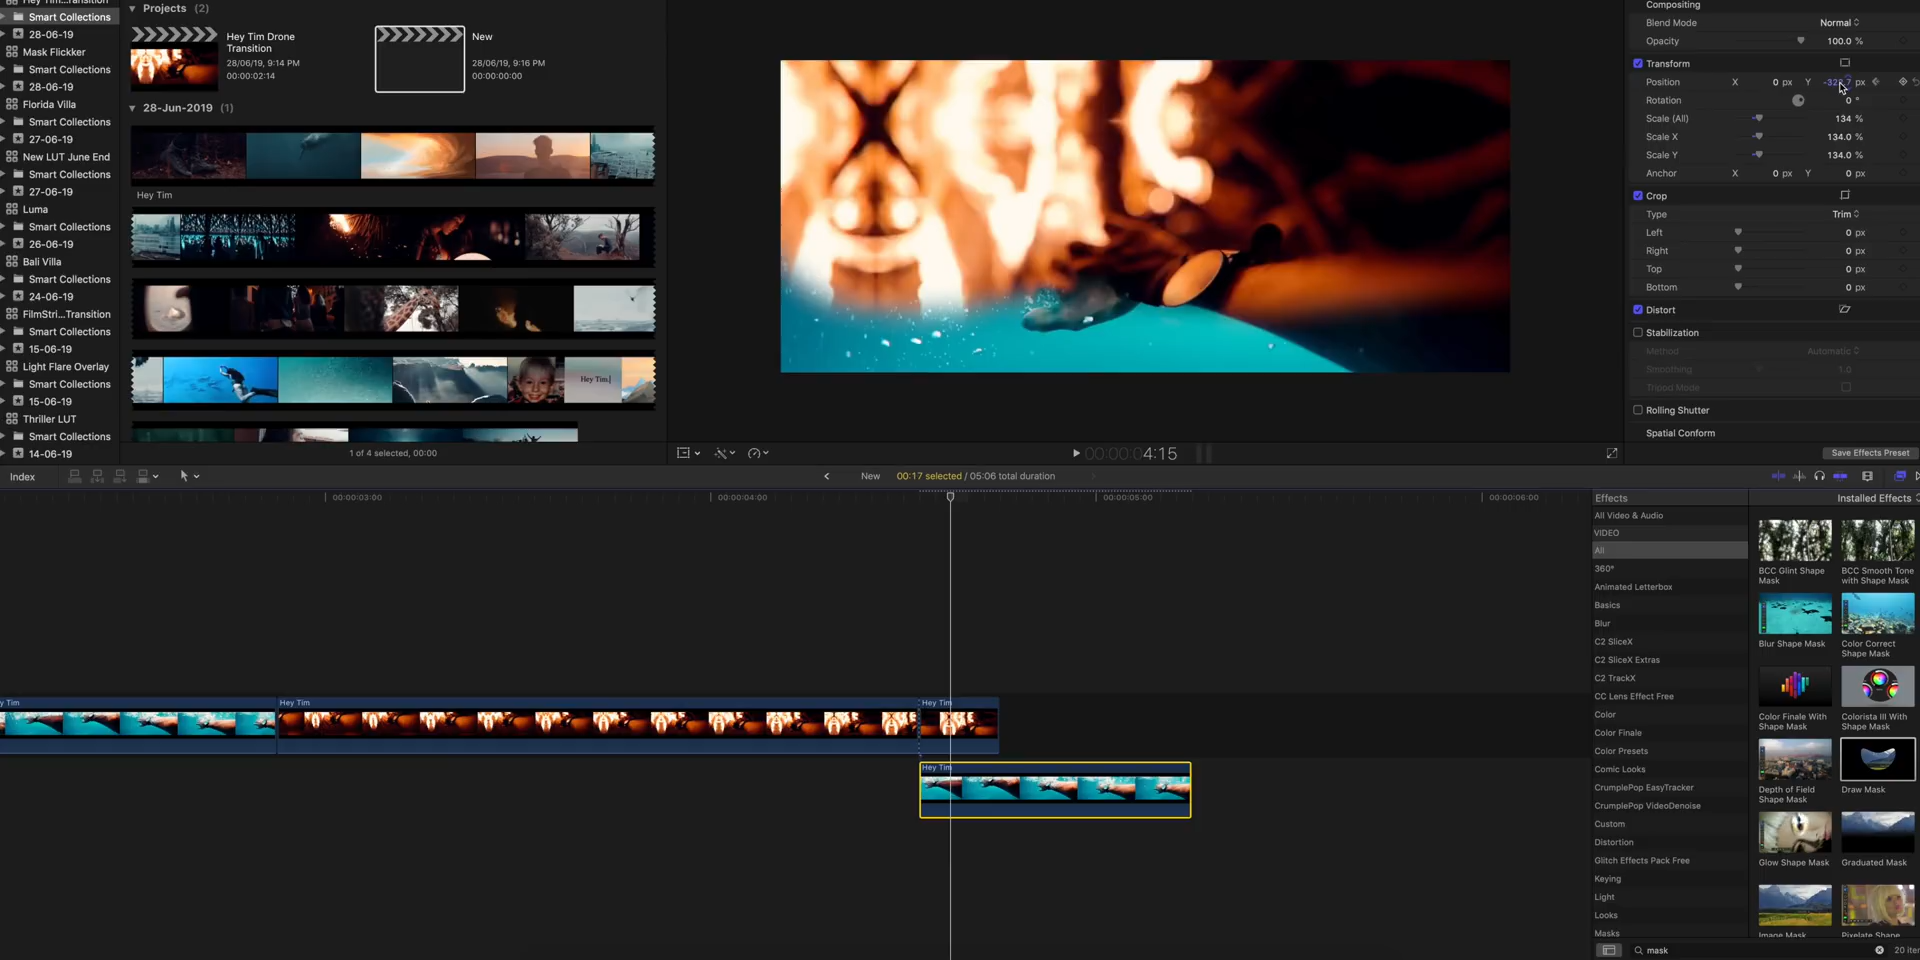 Smart Collections
28-06-19
Mask Flickker
Smart Collections
28-06-19
Florida Villa
Smart Collections
27-06-19
New LUT June End
Smart Collections
27-06-19
Luma
Smart Collections
26-06-19
Bali Villa
Smart Collections
24-06-19
FilmStri...Transition
Smart Collections
15-06-19
Light Flare Overlay
Smart Collections
15-06-19
Thriller LUT
Smart Collections
14-06-19
Projects (2)
Hey Tim Drone
Transition
28/06/19, 9:14 PM
00:00:02:14
New
28/06/19, 9:16 PM
00:00:00:00
28-Jun-2019 (1)
Hey Tim
Hey Tim.
1 of 4 selected, 00:00
00:00:00 4:15
Compositing
Blend Mode Normal
Opacity 100.0 %
Transform
Position X 0 px Y px
Rotation 0 °
Scale (All) 134 %
Scale X 134.0 %
Scale Y 134.0 %
Anchor X 0 px Y 0 px
Crop
Type Trim
Left 0 px
Right 0 px
Top 0 px
Bottom 0 px
Distort
Stabilization
Method Automatic
Smoothing 1.0
Tripod Mode
Rolling Shutter
Spatial Conform
Save Effects Preset
Index
New 00:17 selected / 05:06 total duration
00:00:03:00
00:00:04:00
00:00:05:00
00:00:06:00
Hey Tim
Hey Tim
Hey Tim
Effects
Installed Effects
All Video & Audio
VIDEO
All
360°
Animated Letterbox
Basics
Blur
C2 SliceX
C2 SliceX Extras
C2 TrackX
CC Lens Effect Free
Color
Color Finale
Color Presets
Comic Looks
CrumplePop EasyTracker
CrumplePop VideoDenoise
Custom
Distortion
Glitch Effects Pack Free
Keying
Light
Looks
Masks
BCC Glint Shape
Mask
BCC Smooth Tone
with Shape Mask
Blur Shape Mask
Color Correct
Shape Mask
Color Finale With
Shape Mask
Colorista III With
Shape Mask
Depth of Field
Shape Mask
Draw Mask
Glow Shape Mask
Graduated Mask
Image Mask
Pixelate Shape
mask
20